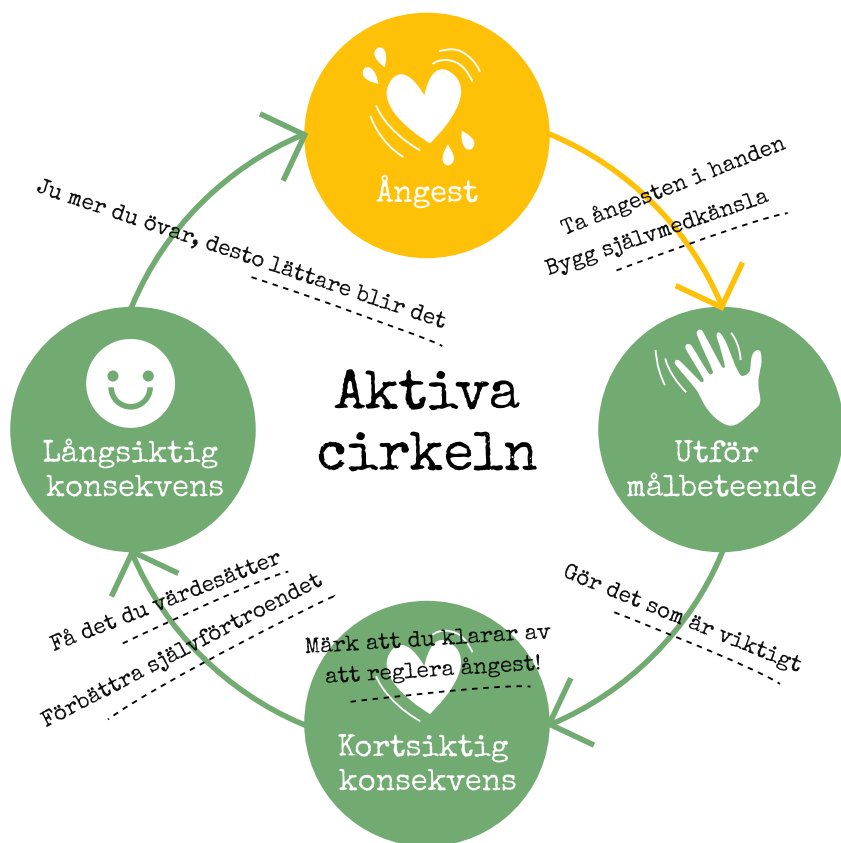 Ångest
Ta ångesten i handen
Bygg självmedkänsla
Ju mer du övar, desto lättare blir det
Aktiva
cirkeln
Utför
målbeteende
Långsiktig
konsekvens
Gör det som är viktigt
Få det du värdesätter
Förbättra självförtroendet
Märk att du klarar av
att reglera ångest!
Kortsiktig
konsekvens